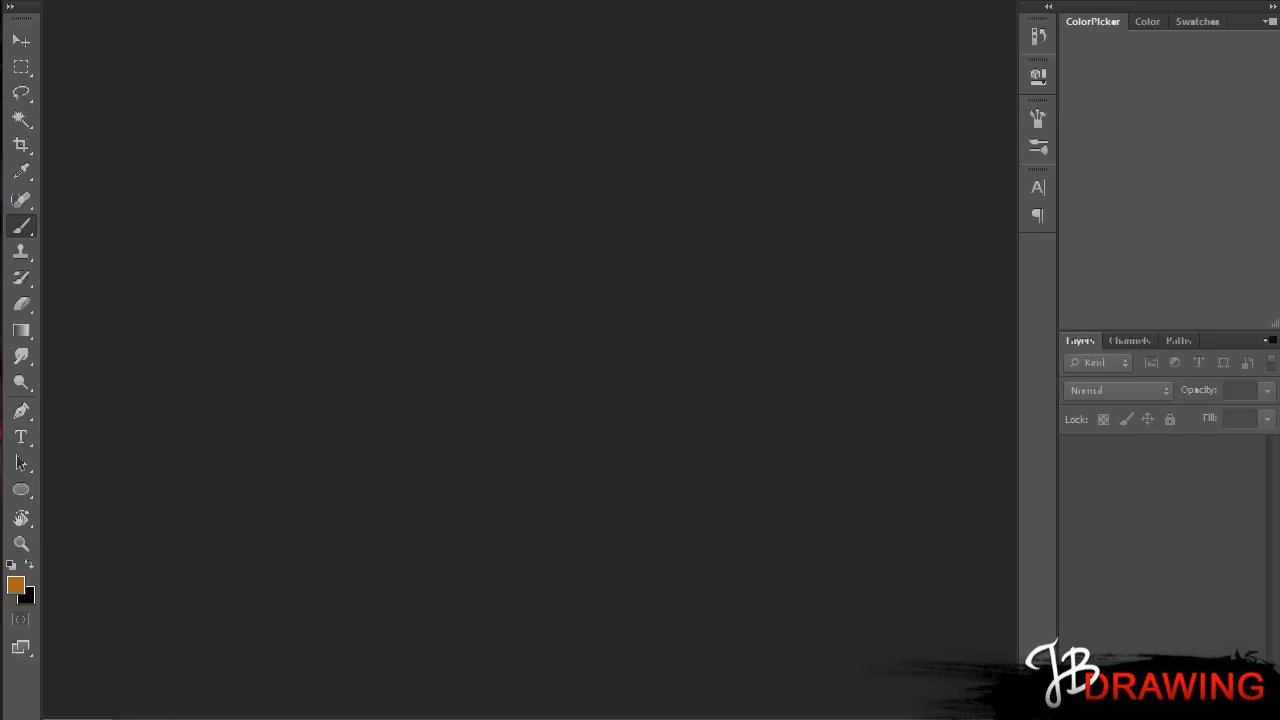 ColorPicker Color Swatches
Layers Channels Paths
Kind
Normal Opacity:
Lock: Fill:
JB
DRAWING